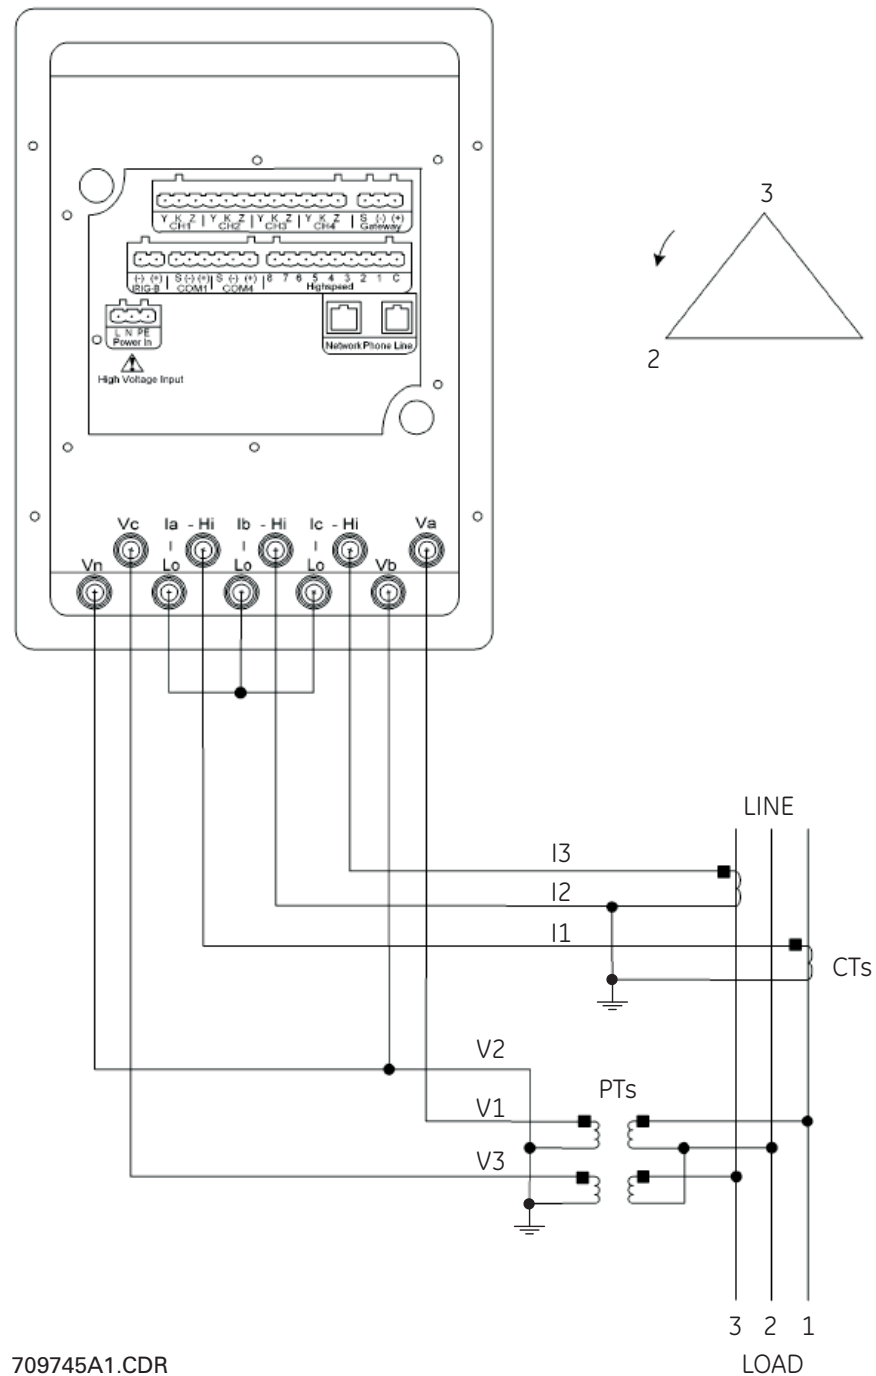 Y K Z | Y K Z | Y K Z | Y K Z | S (-) (+)
CH1 CH2 CH3 CH4 Gateway
(-) (+) S (-) (+) S (-) (+) 8 7 6 5 4 3 2 1 C
IRIG-B COM1 COM4 Highspeed
L N PE
Power In
Network Phone Line
High Voltage Input
3
2
Vc Ia - Hi Ib - Hi Ic - Hi Va
Vn Lo Lo Lo Vb
LINE
I3
I2
I1
CTs
V2
PTs
V1
V3
3 2 1
LOAD
709745A1.CDR